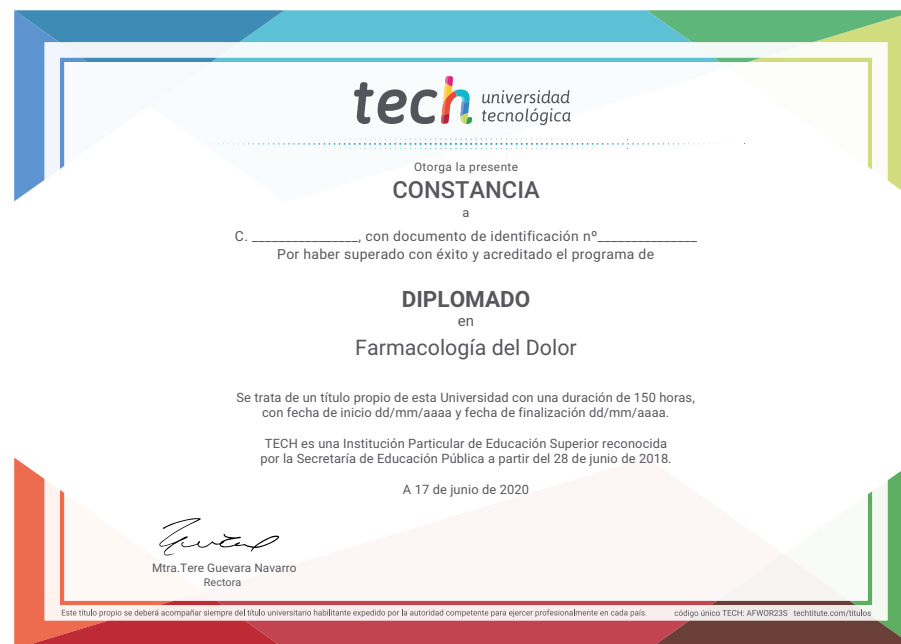 tech universidad
tecnológica
Otorga la presente
CONSTANCIA
a
C. ________________, con documento de identificación nº_______________
Por haber superado con éxito y acreditado el programa de
DIPLOMADO
en
Farmacología del Dolor
Se trata de un título propio de esta Universidad con una duración de 150 horas,
con fecha de inicio dd/mm/aaaa y fecha de finalización dd/mm/aaaa.
TECH es una Institución Particular de Educación Superior reconocida
por la Secretaría de Educación Pública a partir del 28 de junio de 2018.
A 17 de junio de 2020
Mtra.Tere Guevara Navarro
Rectora
Este título propio se deberá acompañar siempre del título universitario habilitante expedido por la autoridad competente para ejercer profesionalmente en cada país. código único TECH: AFWOR23S techtitute.com/titulos